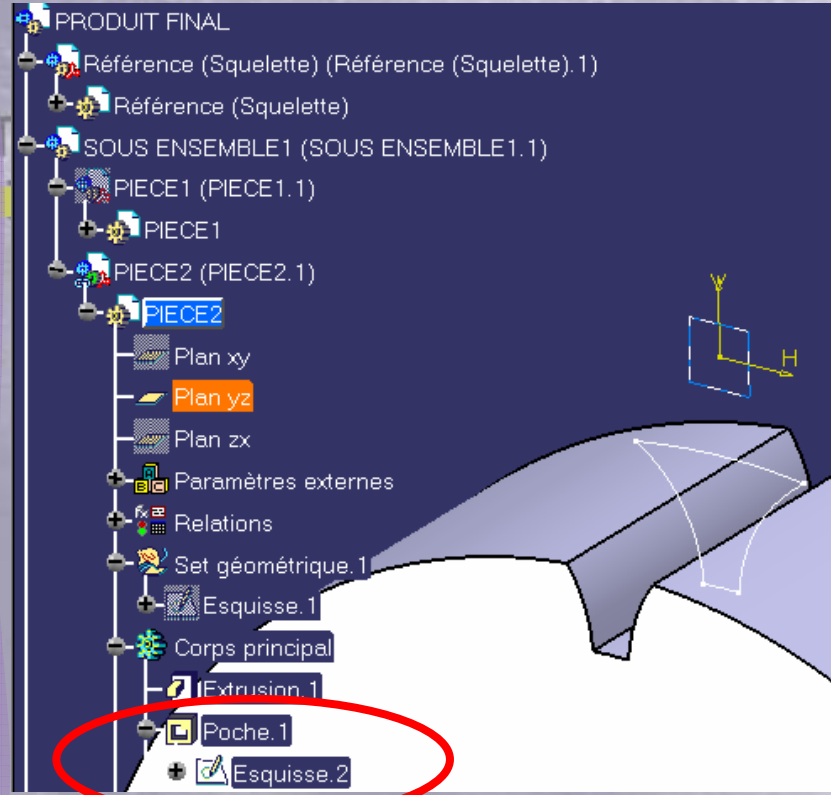 PRODUIT FINAL
Référence (Squelette) (Référence (Squelette).1)
Référence (Squelette)
SOUS ENSEMBLE1 (SOUS ENSEMBLE1.1)
PIECE1 (PIECE1.1)
PIECE1
PIECE2 (PIECE2.1)
PIECE2
V
Plan xy
H
Plan yz
Plan zx
Paramètres externes
Relations
Set géométrique.1
Esquisse.1
Corps principal
Extrusion.1
Poche.1
Esquisse.2